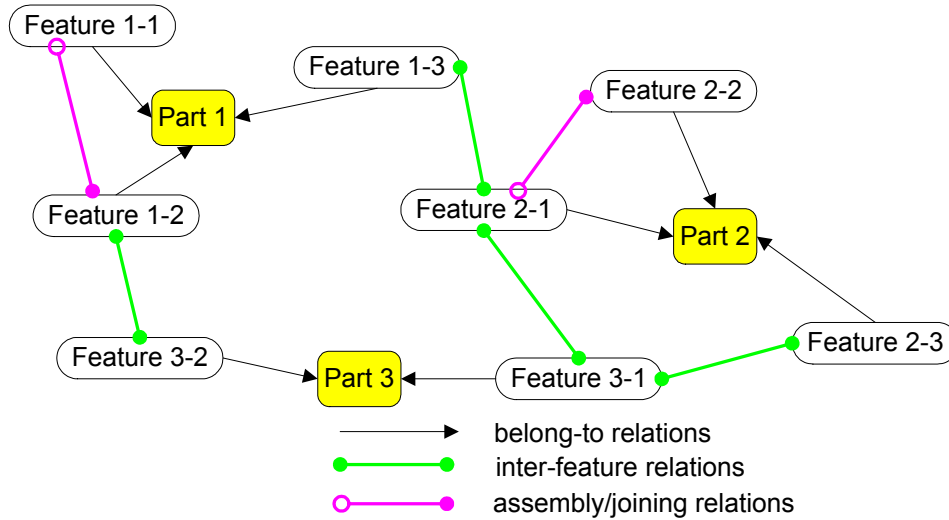 Feature 1-1
Feature 1-3
Feature 2-2
Part 1
Feature 1-2
Feature 2-1
Part 2
Feature 2-3
Feature 3-2
Part 3
Feature 3-1
belong-to relations
inter-feature relations
assembly/joining relations